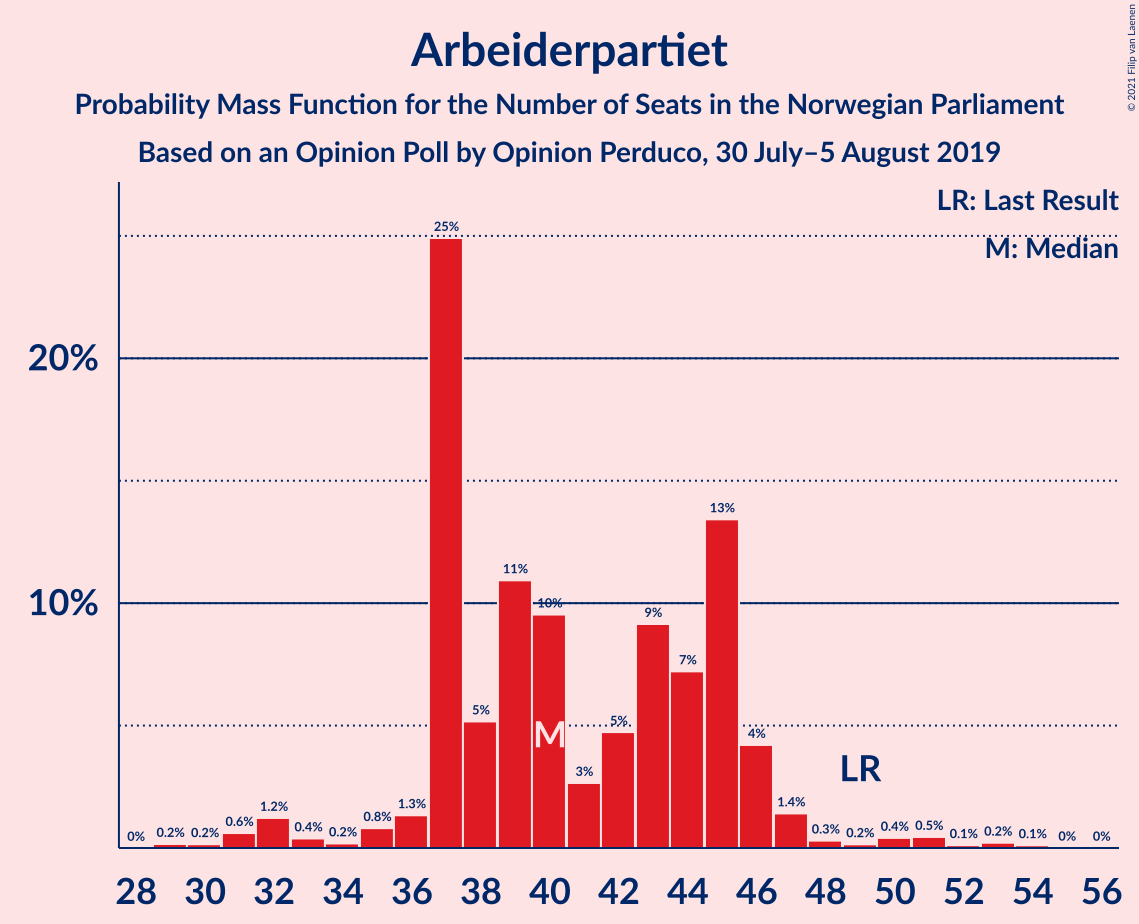 Arbeiderpartiet
Probability Mass Function for the Number of Seats in the Norwegian Parliament
Based on an Opinion Poll by Opinion Perduco, 30 July–5 August 2019
© 2021 Filip van Laenen
LR: Last Result
M: Median
20%
10%
0% 0.2% 0.2% 0.6% 1.2% 0.4% 0.2% 0.8% 1.3% 25% 5% 11% 10% 3% 5% 9% 7% 13% 4% 1.4% 0.3% 0.2% 0.4% 0.5% 0.1% 0.2% 0.1% 0% 0%
M
LR
28 30 32 34 36 38 40 42 44 46 48 50 52 54 56